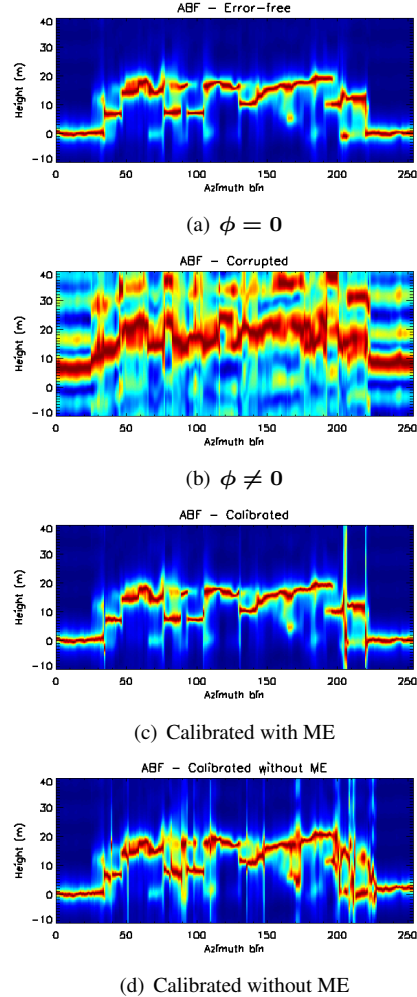 ABF - Error-free
40
30
20
10
0
-10
Height (m)
0 50 100 150 200 250
Azimuth bin
(a) ϕ = 0
ABF - Corrupted
40
30
20
10
0
-10
Height (m)
0 50 100 150 200 250
Azimuth bin
(b) ϕ ≠ 0
ABF - Calibrated
40
30
20
10
0
-10
Height (m)
0 50 100 150 200 250
Azimuth bin
(c) Calibrated with ME
ABF - Calibrated without ME
40
30
20
10
0
-10
Height (m)
0 50 100 150 200 250
Azimuth bin
(d) Calibrated without ME